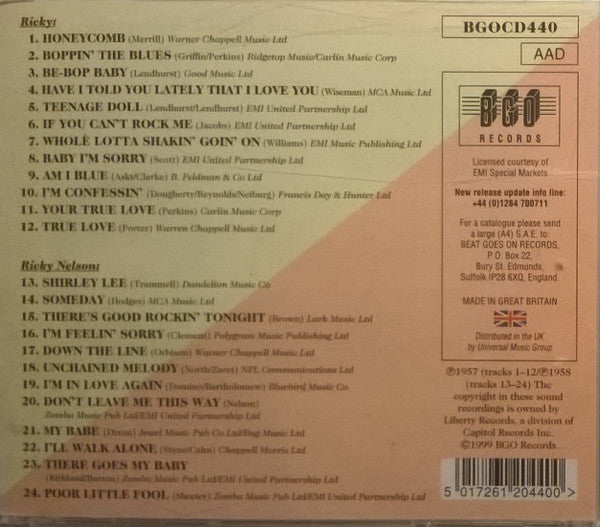 Ricky:
1. HONEYCOMB (Merrill) Warner Chappell Music Ltd
2. BOPPIN' THE BLUES (Griffin/Perkins) Ridgetop Music/Carlin Music Corp
3. BE-BOP BABY (Lendhurst) Good Music Ltd
4. HAVE I TOLD YOU LATELY THAT I LOVE YOU (Wiseman) MCA Music Ltd
5. TEENAGE DOLL (Lendhurst/Lendhurst) EMI United Partnership Ltd
6. IF YOU CAN'T ROCK ME (Jacobs) EMI United Partnership Ltd
7. WHOLE LOTTA SHAKIN' GOIN' ON (Williams) EMI Music Publishing Ltd
8. BABY I'M SORRY (Scott) EMI United Partnership Ltd
9. AM I BLUE (Aska/Clarke) B. Feldman & Co Ltd
10. I'M CONFESSIN' (Dougherty/Reynolds/Neiburg) Francis Day & Hunter Ltd
11. YOUR TRUE LOVE (Perkins) Carlin Music Corp
12. TRUE LOVE (Porter) Warren Chappell Music Ltd
Ricky Nelson:
13. SHIRLEY LEE (Trammell) Dandelion Music Co
14. SOMEDAY (Hodges) MCA Music Ltd
15. THERE'S GOOD ROCKIN' TONIGHT (Brown) Lark Music Ltd
16. I'M FEELIN' SORRY (Clement) Polygram Music Publishing Ltd
17. DOWN THE LINE (Orbison) Warner Chappell Music Ltd
18. UNCHAINED MELODY (North/Zaret) NFL Communications Ltd
19. I'M IN LOVE AGAIN (Domino/Bartholomew) Bluebird Music Co
20. DON'T LEAVE ME THIS WAY (Nelson)
Zomba Music Pub Ltd/EMI United Partnership Ltd
21. MY BABE (Dixon) Jewel Music Pub Co Ltd/Bug Music Ltd
22. I'LL WALK ALONE (Styne/Cahn) Chappell Morris Ltd
23. THERE GOES MY BABY
(Kirkland/Burton) Zomba Music Pub Ltd/EMI United Partnership Ltd
24. POOR LITTLE FOOL (Sheeley) Zomba Music Pub Ltd/EMI United Partnership Ltd
BGOCD440
AAD
BGO
RECORDS
Licensed courtesy of
EMI Special Markets
New release update info line:
+44 (0)1284 700711
For a catalogue please send
a large (A4) S.A.E. to:
BEAT GOES ON RECORDS,
P.O. Box 22,
Bury St. Edmunds,
Suffolk IP28 6XQ, England
MADE IN GREAT BRITAIN
Distributed in the UK
by Universal Music Group
℗1957 (tracks 1–12/℗1958
(tracks 13–24) The
copyright in these sound
recordings is owned by
Liberty Records, a division of
Capitol Records Inc.
©1999 BGO Records
5 017261 204400 >